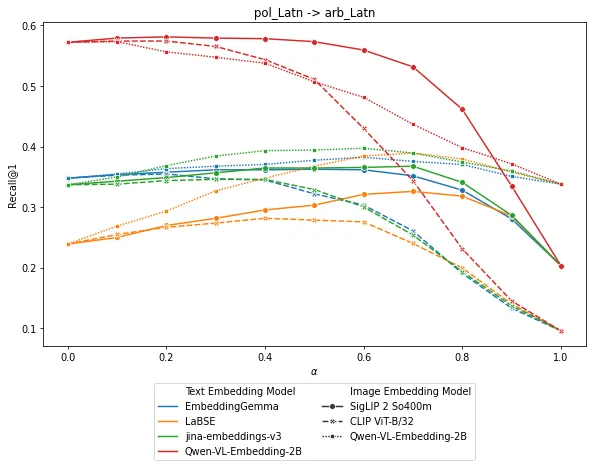 pol_Latn -> arb_Latn
0.6
0.5
0.4
0.3
0.2
0.1
Recall@1
0.0 0.2 0.4 0.6 0.8 1.0
α
Text Embedding Model
EmbeddingGemma
LaBSE
jina-embeddings-v3
Qwen-VL-Embedding-2B
Image Embedding Model
SigLIP 2 So400m
CLIP ViT-B/32
Qwen-VL-Embedding-2B